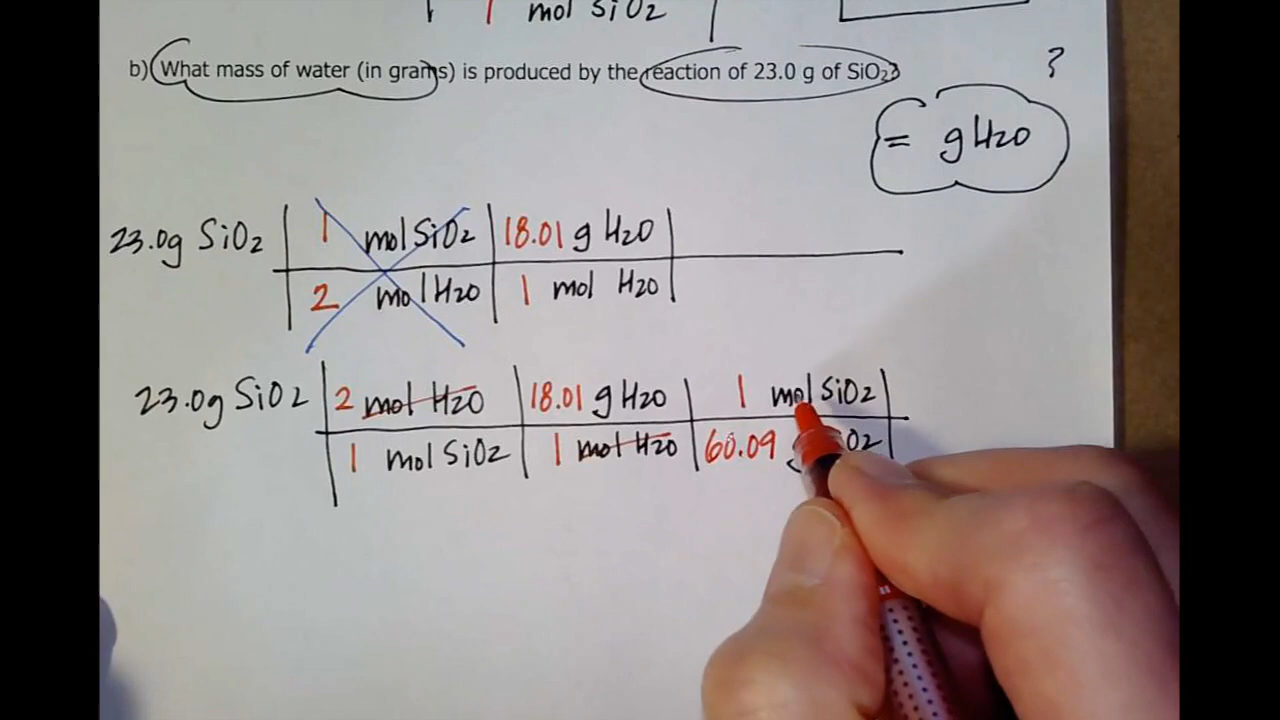 1 mol SiO2
b) What mass of water (in grams) is produced by the reaction of 23.0 g of SiO2? ?
= g H2O
23.0g SiO2 1 mol SiO2 18.01 g H2O
2 mol H2O 1 mol H2O
23.0g SiO2 2 mol H2O 18.01 g H2O 1 mol SiO2
1 mol SiO2 1 mol H2O 60.09